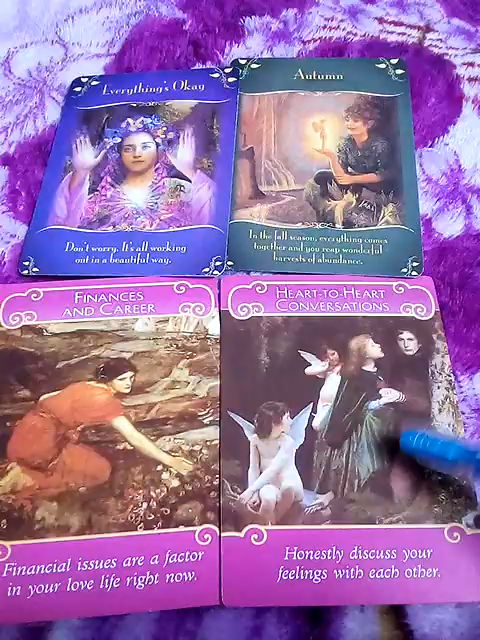 Everything's Okay
Don't worry. It's all working
out in a beautiful way.
Autumn
In the fall season, everything comes
together and you reap wonderful
harvests of abundance.
FINANCES
AND CAREER
Financial issues are a factor
in your love life right now.
HEART-TO-HEART
CONVERSATIONS
Honestly discuss your
feelings with each other.